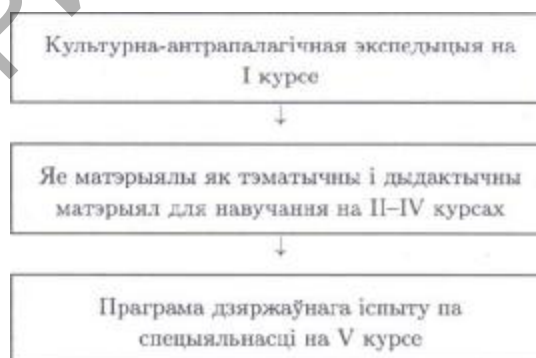 Культурна-антрапалагічная экспедыцыя на
I курсе
↓
Яе матэрыялы як тэматычны і дыдактычны
матэрыял для навучання на II–IV курсах
↓
Праграма дзяржаўнага іспыту па
спецыяльнасці на V курсе